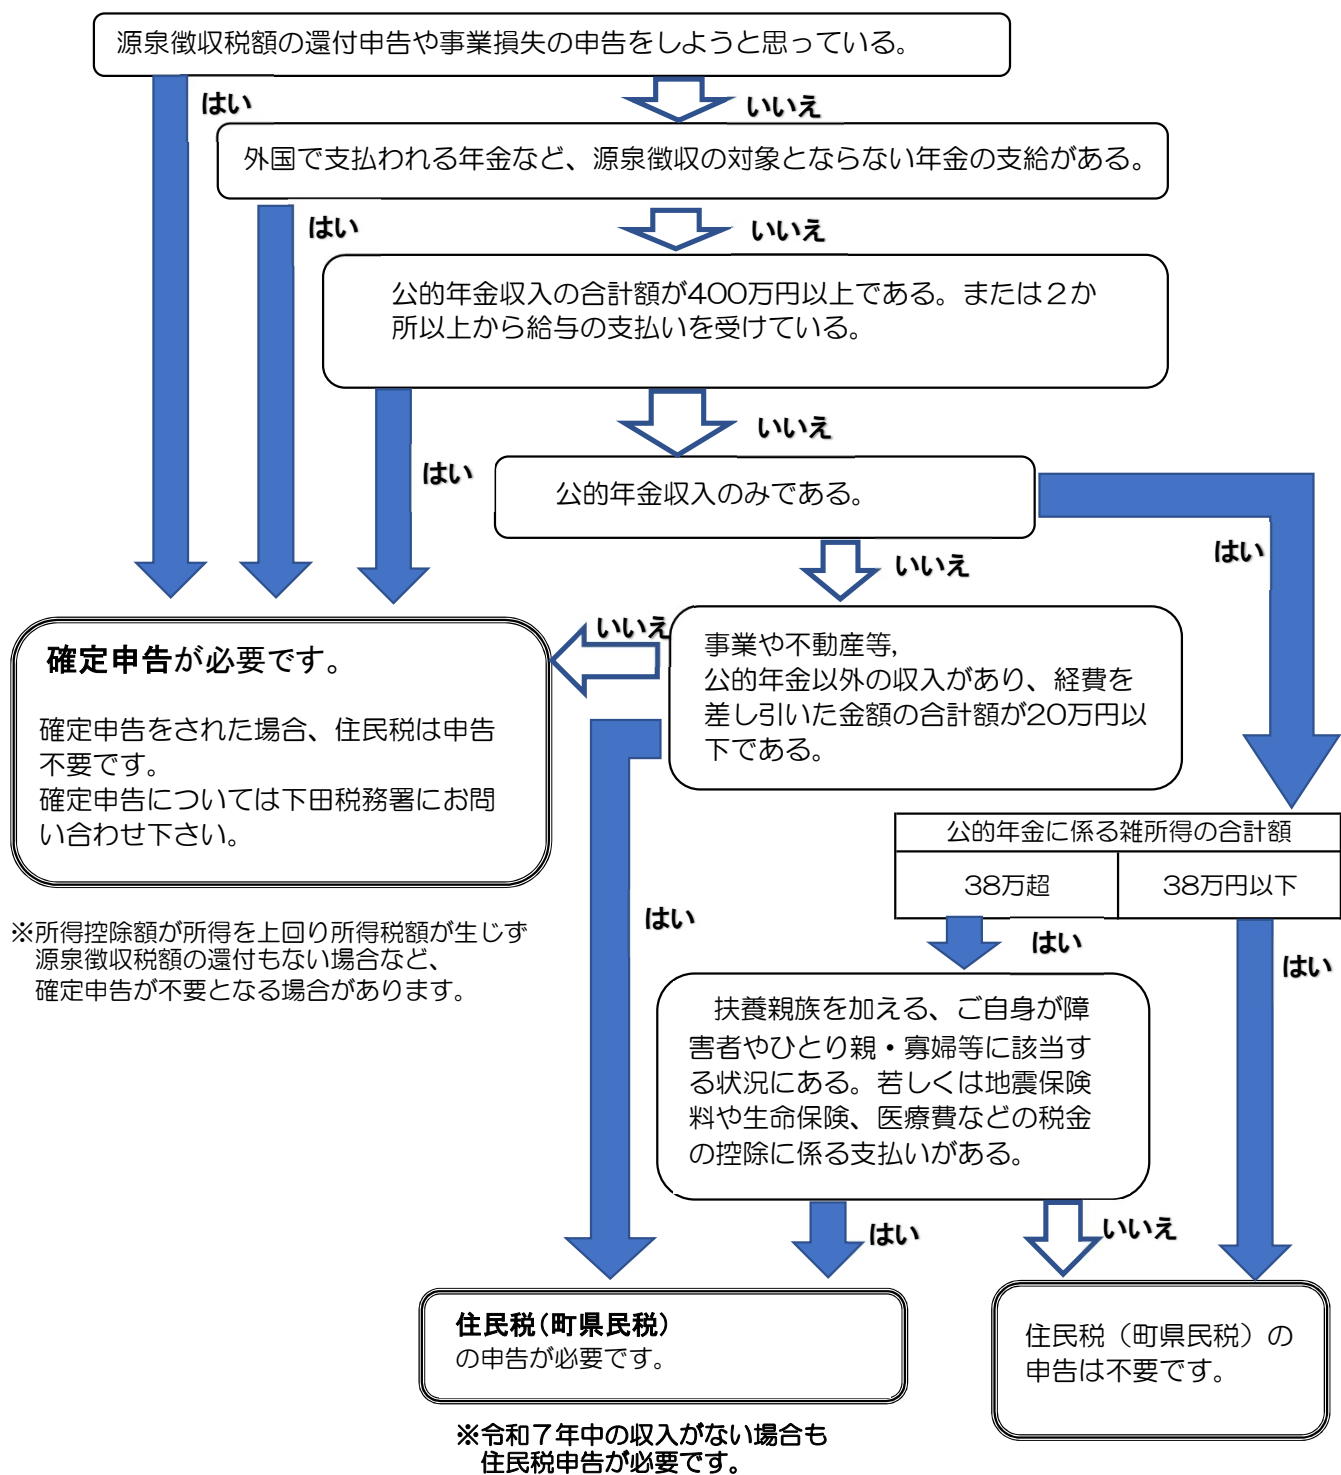 源泉徴収税額の還付申告や事業損失の申告をしようと思っている。
はい
いいえ
外国で支払われる年金など、源泉徴収の対象とならない年金の支給がある。
はい
いいえ
公的年金収入の合計額が400万円以上である。または２か
所以上から給与の支払いを受けている。
はい
いいえ
公的年金収入のみである。
はい
いいえ
いいえ
事業や不動産等,
公的年金以外の収入があり、経費を
差し引いた金額の合計額が20万円以
下である。
確定申告が必要です。
確定申告をされた場合、住民税は申告
不要です。
確定申告については下田税務署にお問
い合わせ下さい。
※所得控除額が所得を上回り所得税額が生じず
源泉徴収税額の還付もない場合など、
確定申告が不要となる場合があります。
はい
公的年金に係る雑所得の合計額
38万超
38万円以下
はい
はい
扶養親族を加える、ご自身が障
害者やひとり親・寡婦等に該当す
る状況にある。若しくは地震保険
料や生命保険、医療費などの税金
の控除に係る支払いがある。
はい
いいえ
住民税（町県民税）
の申告が必要です。
※令和７年中の収入がない場合も
住民税申告が必要です。
住民税（町県民税）の
申告は不要です。